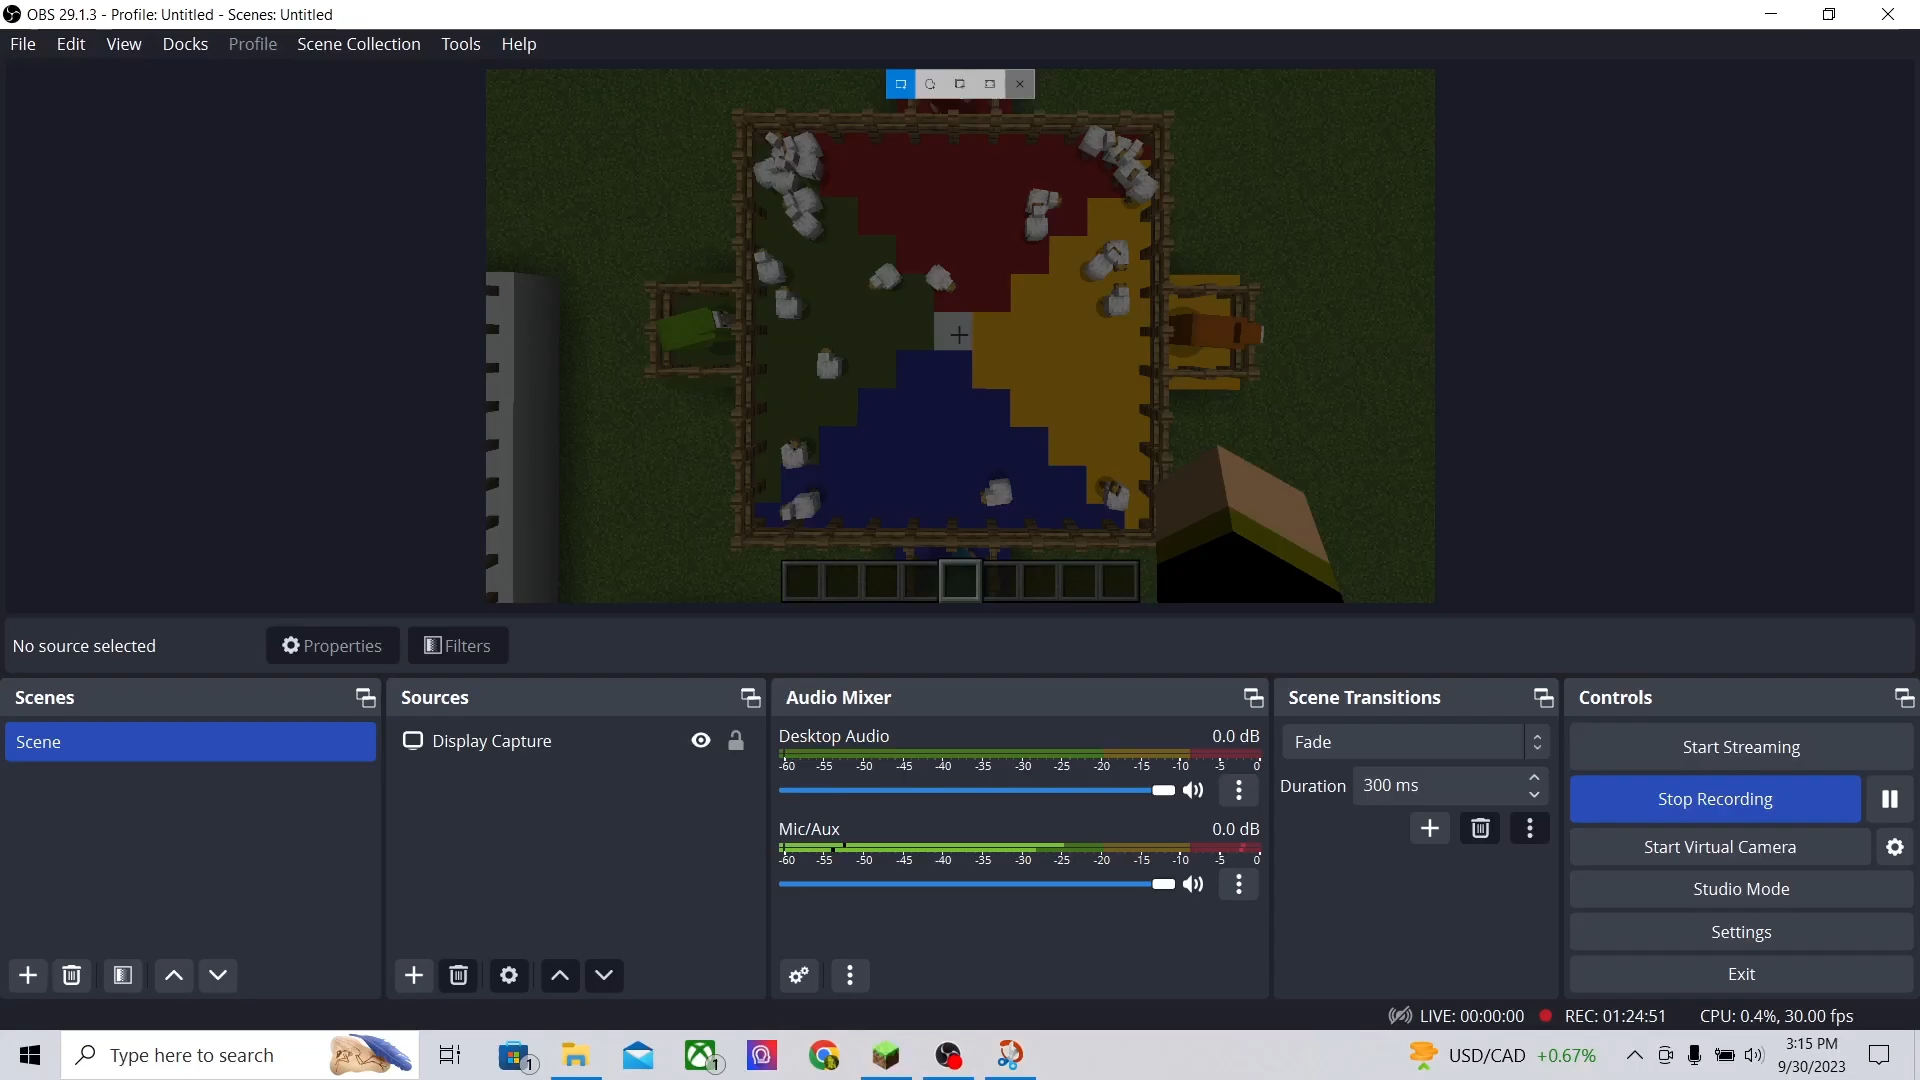 OBS 29.1.3 - Profile: Untitled - Scenes: Untitled
File Edit View Docks Profile Scene Collection Tools Help
No source selected Properties Filters
Scenes Sources Audio Mixer Scene Transitions Controls
Scene
Display Capture
Desktop Audio 0.0 dB
-60 -55 -50 -45 -40 -35 -30 -25 -20 -15 -10 -5 0
Mic/Aux 0.0 dB
-60 -55 -50 -45 -40 -35 -30 -25 -20 -15 -10 -5 0
Fade
Duration 300 ms
Start Streaming
Stop Recording
Start Virtual Camera
Studio Mode
Settings
Exit
LIVE: 00:00:00 REC: 01:24:51 CPU: 0.4%, 30.00 fps
Type here to search 1 1 USD/CAD +0.67% 3:15 PM
9/30/2023